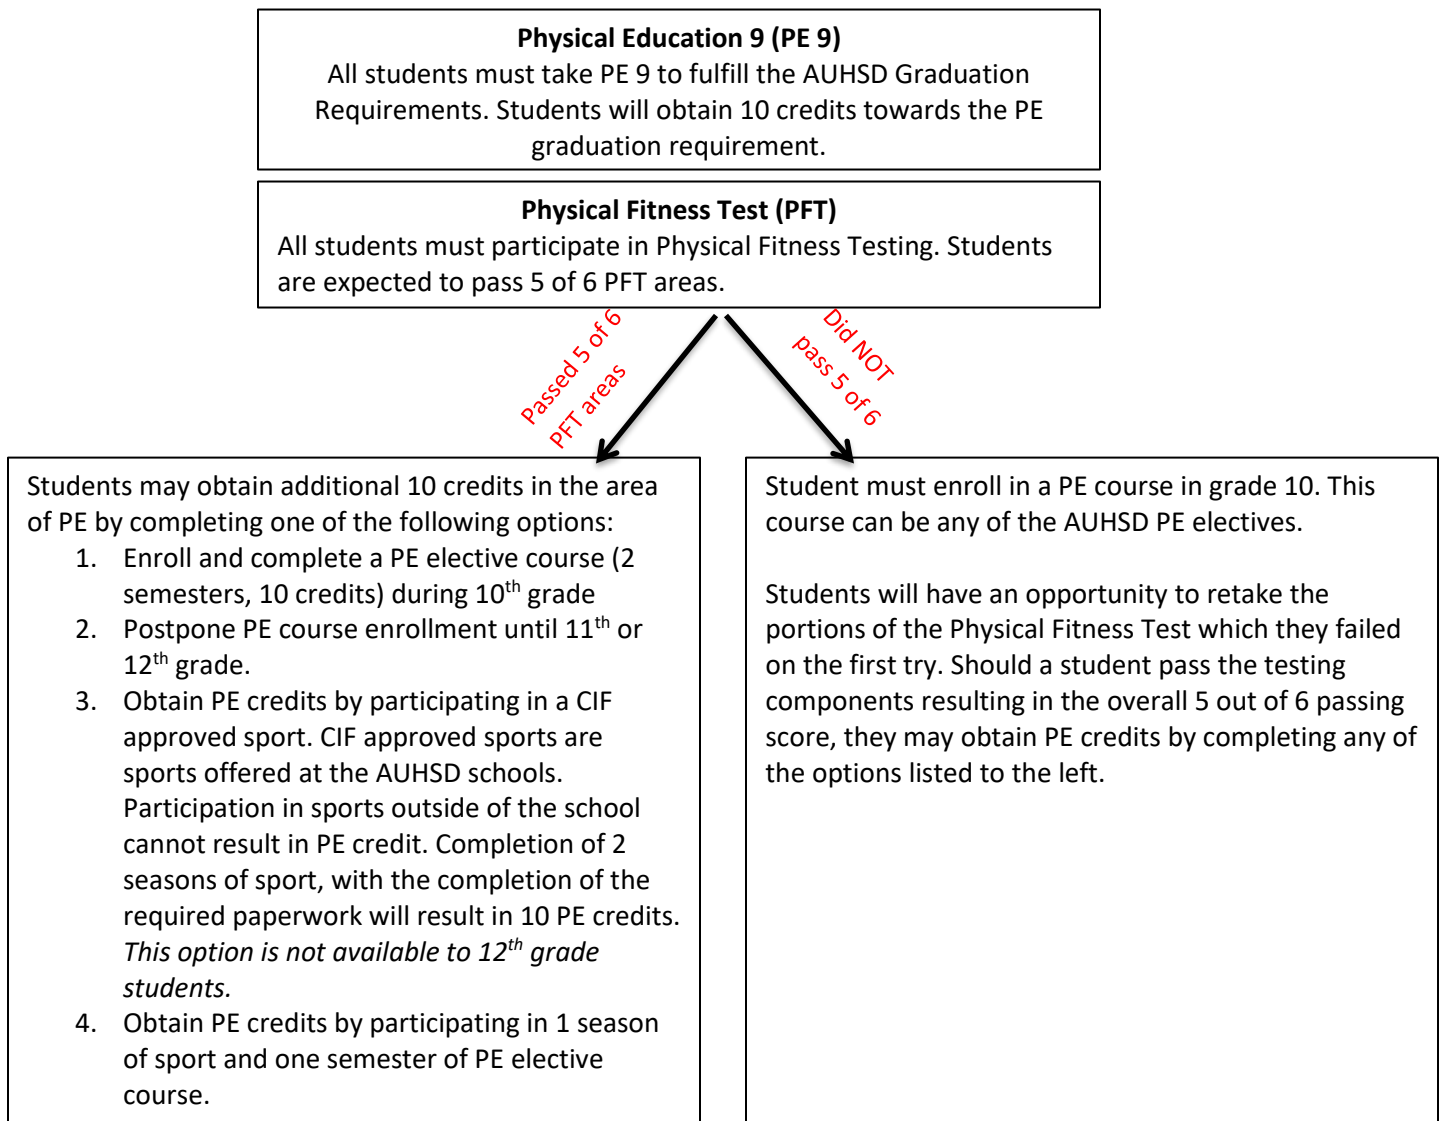 Physical Education 9 (PE 9)
All students must take PE 9 to fulfill the AUHSD Graduation
Requirements. Students will obtain 10 credits towards the PE
graduation requirement.
Physical Fitness Test (PFT)
All students must participate in Physical Fitness Testing. Students
are expected to pass 5 of 6 PFT areas.
Passed 5 of 6
PFT areas
Did NOT
pass 5 of 6
Students may obtain additional 10 credits in the area
of PE by completing one of the following options:
1. Enroll and complete a PE elective course (2
semesters, 10 credits) during 10th grade
2. Postpone PE course enrollment until 11th or
12th grade.
3. Obtain PE credits by participating in a CIF
approved sport. CIF approved sports are
sports offered at the AUHSD schools.
Participation in sports outside of the school
cannot result in PE credit. Completion of 2
seasons of sport, with the completion of the
required paperwork will result in 10 PE credits.
This option is not available to 12th grade
students.
4. Obtain PE credits by participating in 1 season
of sport and one semester of PE elective
course.
Student must enroll in a PE course in grade 10. This
course can be any of the AUHSD PE electives.
Students will have an opportunity to retake the
portions of the Physical Fitness Test which they failed
on the first try. Should a student pass the testing
components resulting in the overall 5 out of 6 passing
score, they may obtain PE credits by completing any of
the options listed to the left.